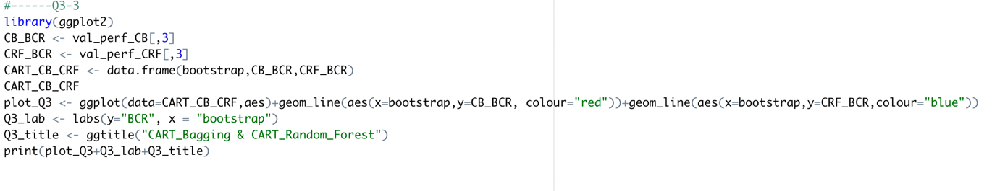 #------Q3-3
library(ggplot2)
CB_BCR <- val_perf_CB[,3]
CRF_BCR <- val_perf_CRF[,3]
CART_CB_CRF <- data.frame(bootstrap,CB_BCR,CRF_BCR)
CART_CB_CRF
plot_Q3 <- ggplot(data=CART_CB_CRF,aes)+geom_line(aes(x=bootstrap,y=CB_BCR, colour="red"))+geom_line(aes(x=bootstrap,y=CRF_BCR,colour="blue"))
Q3_lab <- labs(y="BCR", x = "bootstrap")
Q3_title <- ggtitle("CART_Bagging & CART_Random_Forest")
print(plot_Q3+Q3_lab+Q3_title)